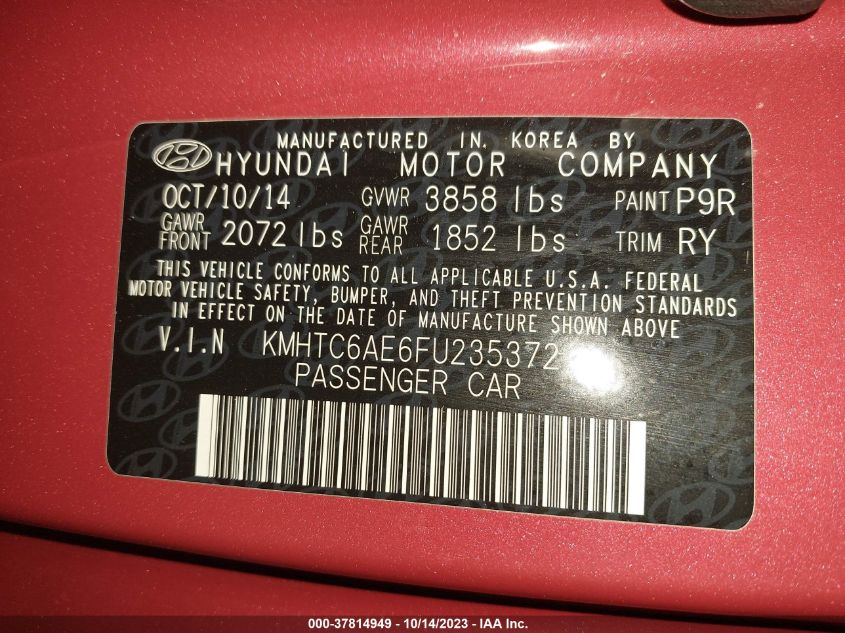 MANUFACTURED IN KOREA BY
HYUNDAI MOTOR COMPANY
OCT/10/14 GVWR 3858 lbs PAINT P9R
GAWR FRONT 2072 lbs GAWR REAR 1852 lbs TRIM RY
THIS VEHICLE CONFORMS TO ALL APPLICABLE U.S.A. FEDERAL
MOTOR VEHICLE SAFETY, BUMPER, AND THEFT PREVENTION STANDARDS
IN EFFECT ON THE DATE OF MANUFACTURE SHOWN ABOVE
V.I.N KMHTC6AE6FU235372
PASSENGER CAR
000-37814949 - 10/14/2023 - IAA Inc.